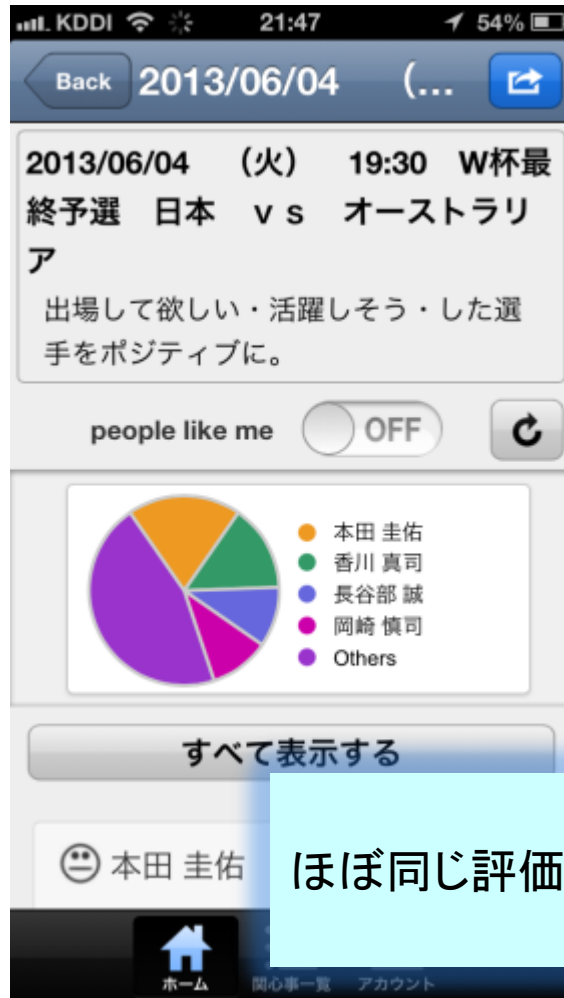 KDDI 21:47 54%
Back 2013/06/04 (...
2013/06/04 (火) 19:30 W杯最
終予選 日本 vs オーストラリ
ア
出場して欲しい・活躍しそう・した選
手をポジティブに。
people like me OFF
本田 圭佑
香川 真司
長谷部 誠
岡崎 慎司
Others
すべて表示する
本田 圭佑
ほぼ同じ評価
ホーム 関心事一覧 アカウント